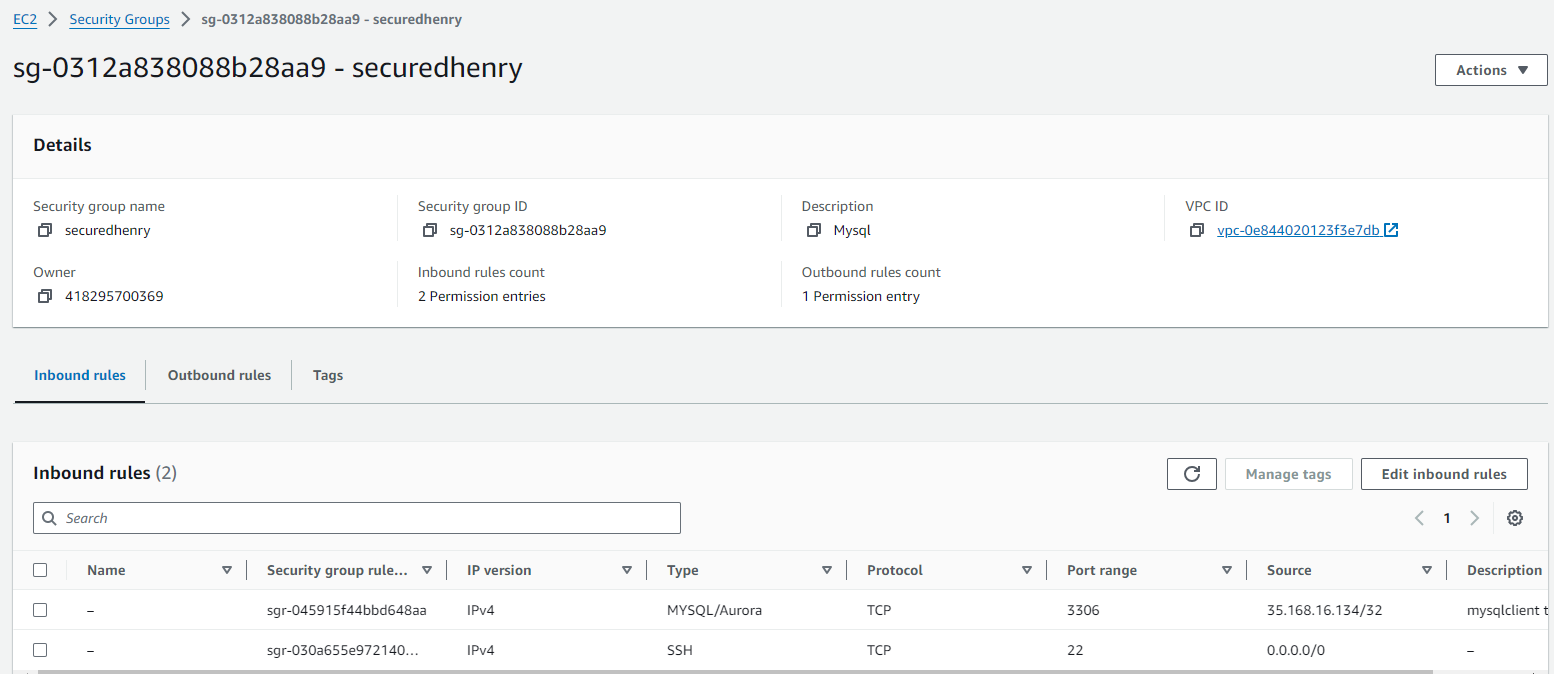 EC2 > Security Groups > sg-0312a838088b28aa9 - securedhenry
sg-0312a838088b28aa9 - securedhenry
Actions
Details
Security group name Security group ID Description VPC ID
securedhenry sg-0312a838088b28aa9 Mysql vpc-0e844020123f3e7db
Owner Inbound rules count Outbound rules count
418295700369 2 Permission entries 1 Permission entry
Inbound rules Outbound rules Tags
Inbound rules (2) Manage tags Edit inbound rules
Search 1
Name Security group rule... IP version Type Protocol Port range Source Description
– sgr-045915f44bbd648aa IPv4 MYSQL/Aurora TCP 3306 35.168.16.134/32 mysqlclient t
– sgr-030a655e972140... IPv4 SSH TCP 22 0.0.0.0/0 –